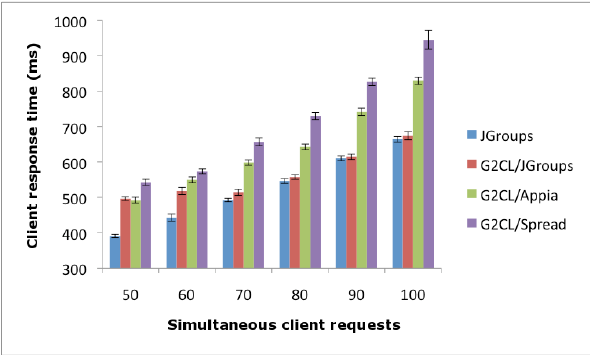 1000
900
800
700
600
500
400
300
Client response time (ms)
50 60 70 80 90 100
Simultaneous client requests
JGroups
G2CL/JGroups
G2CL/Appia
G2CL/Spread